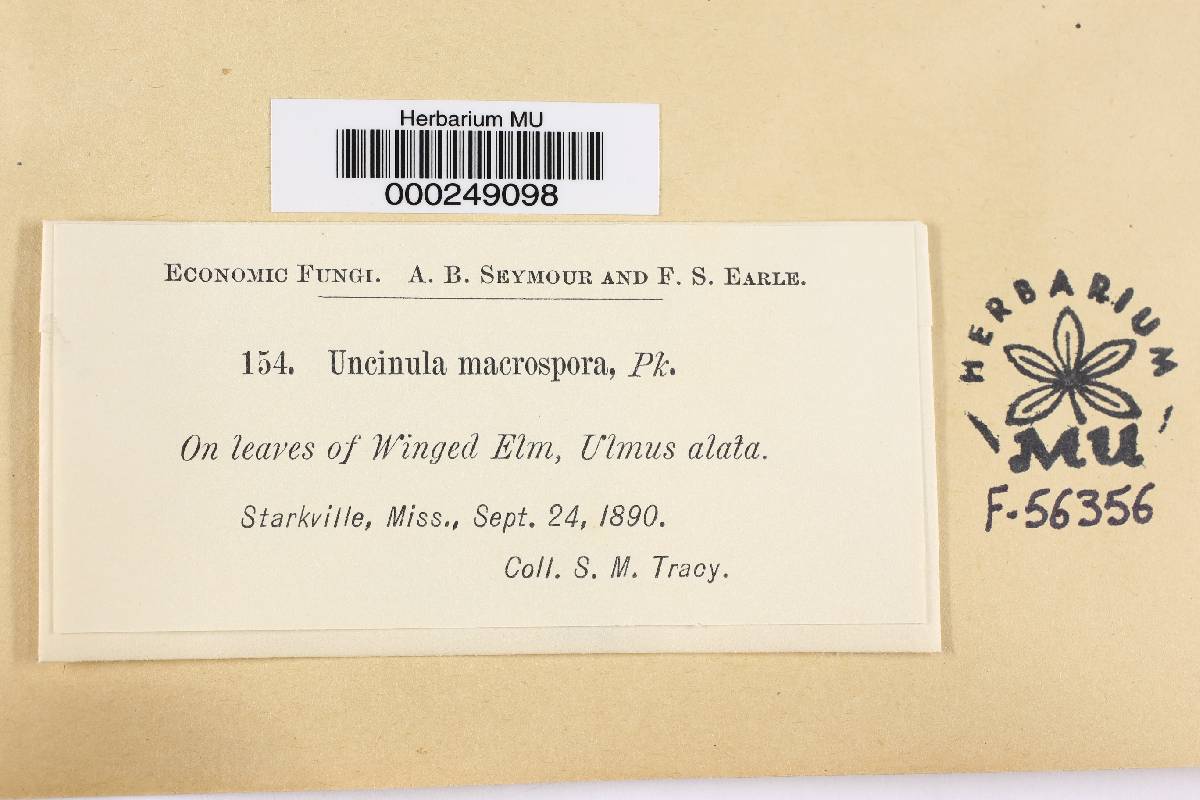 Herbarium MU
000249098
Economic Fungi. A. B. Seymour and F. S. Earle.
154. Uncinula macrospora, Pk.
On leaves of Winged Elm, Ulmus alata.
Starkville, Miss., Sept. 24, 1890.
Coll. S. M. Tracy.
HERBARIUM
MU
F-56356